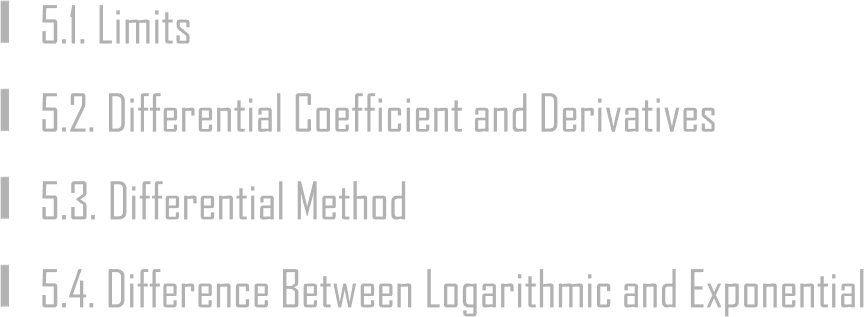 5.1. Limits
5.2. Differential Coefficient and Derivatives
5.3. Differential Method
5.4. Difference Between Logarithmic and Exponential